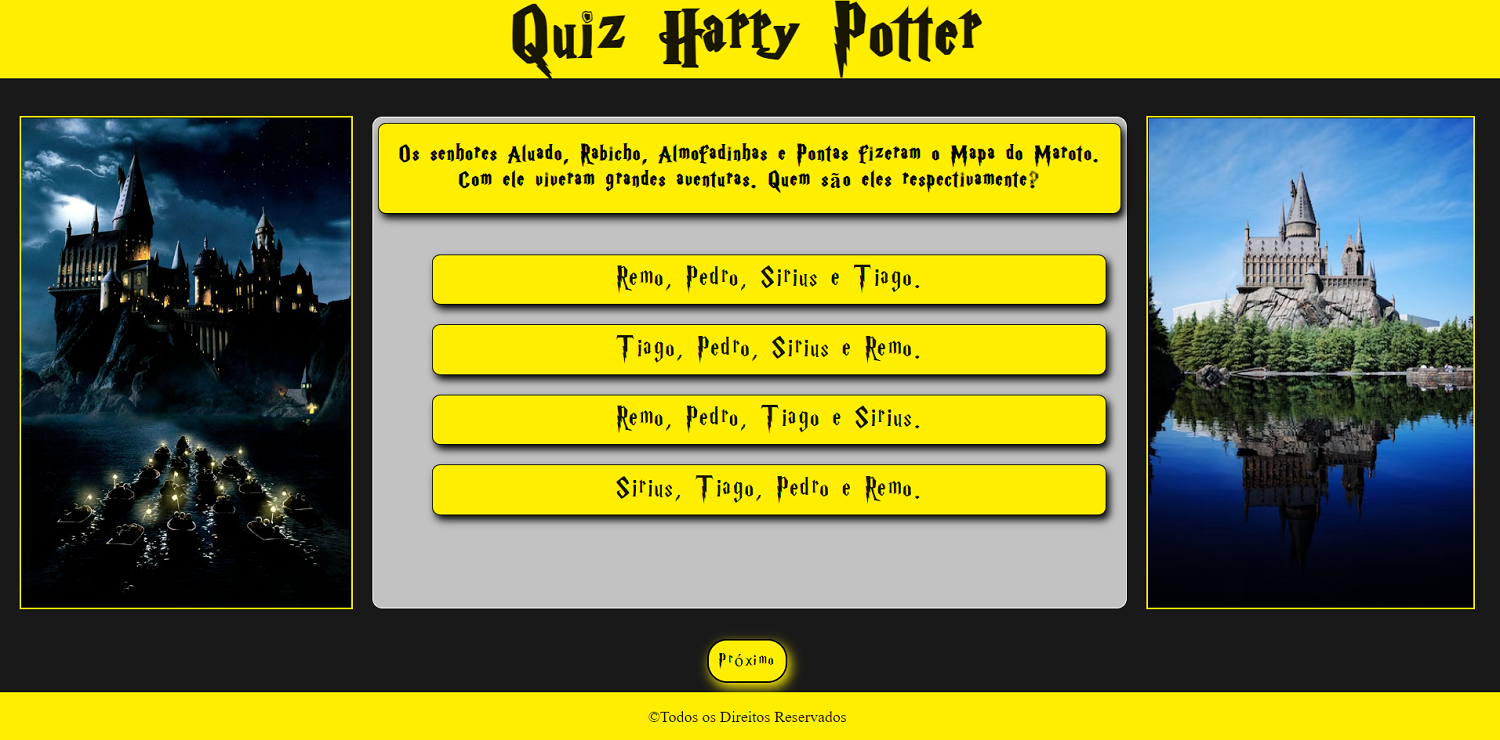 Quiz Harry Potter
Os senhores Aluado, Rabicho, Almofadinhas e Pontas fizeram o Mapa do Maroto.
Com ele viveram grandes aventuras. Quem são eles respectivamente?
Remo, Pedro, Sirius e Tiago.
Tiago, Pedro, Sirius e Remo.
Remo, Pedro, Tiago e Sirius.
Sirius, Tiago, Pedro e Remo.
Próximo
©Todos os Direitos Reservados